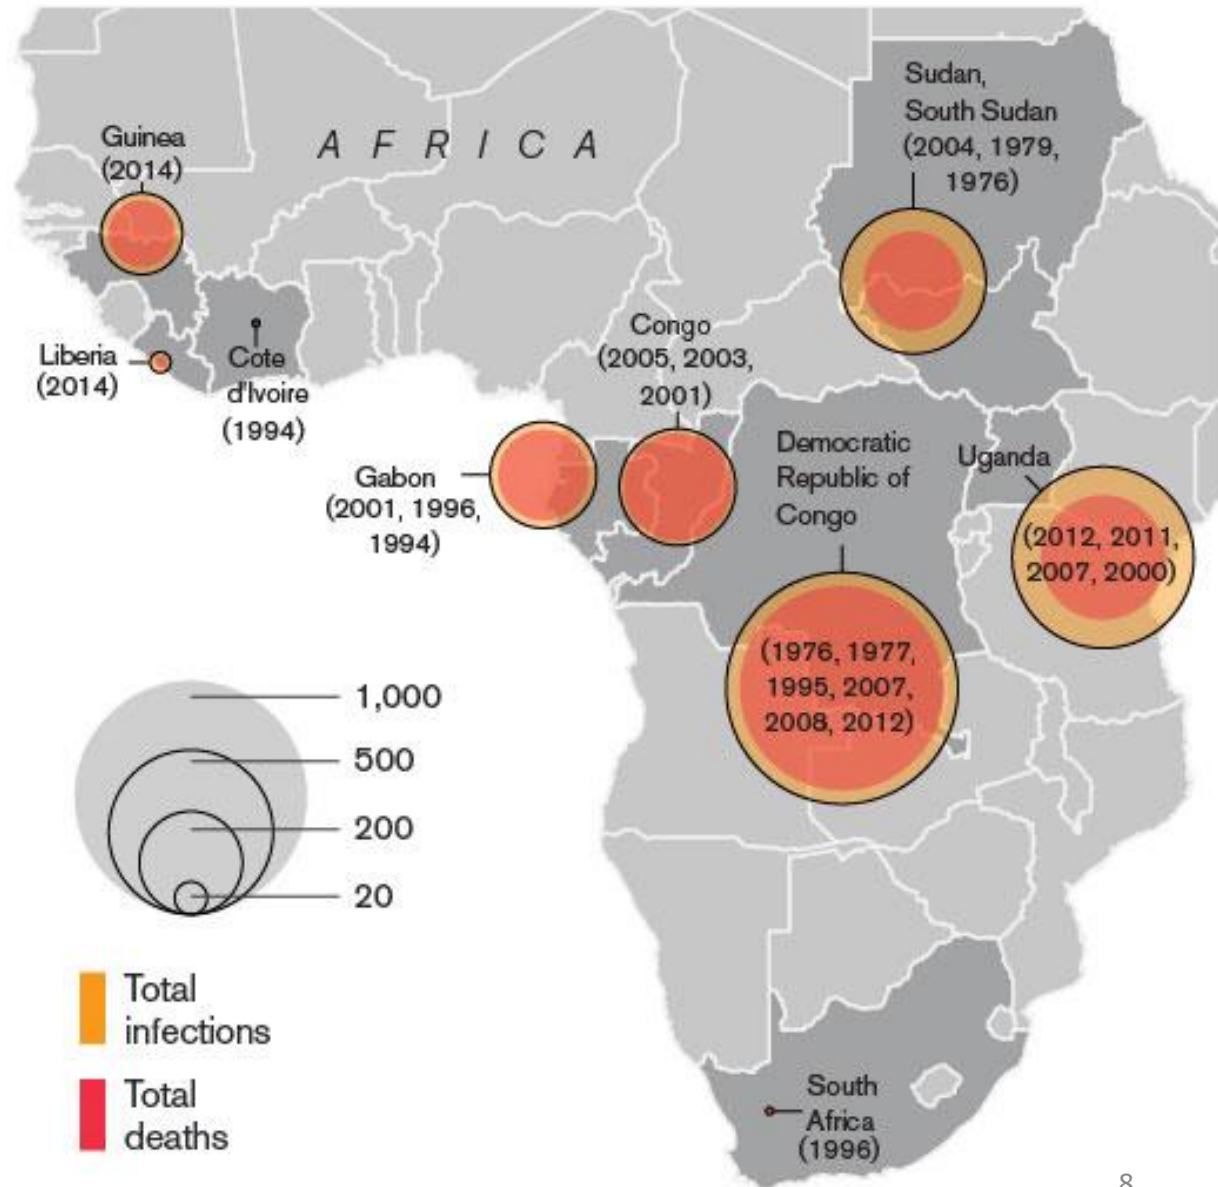 Sudan,
South Sudan
(2004, 1979,
1976)
Guinea
(2014)
A F R I C A
Congo
(2005, 2003,
2001)
Liberia
(2014)
Cote
d'Ivoire
(1994)
Democratic
Republic of
Congo
Uganda
Gabon
(2001, 1996,
1994)
(2012, 2011,
2007, 2000)
(1976, 1977,
1995, 2007,
2008, 2012)
1,000
500
200
20
Total
infections
Total
deaths
South
Africa
(1996)
8